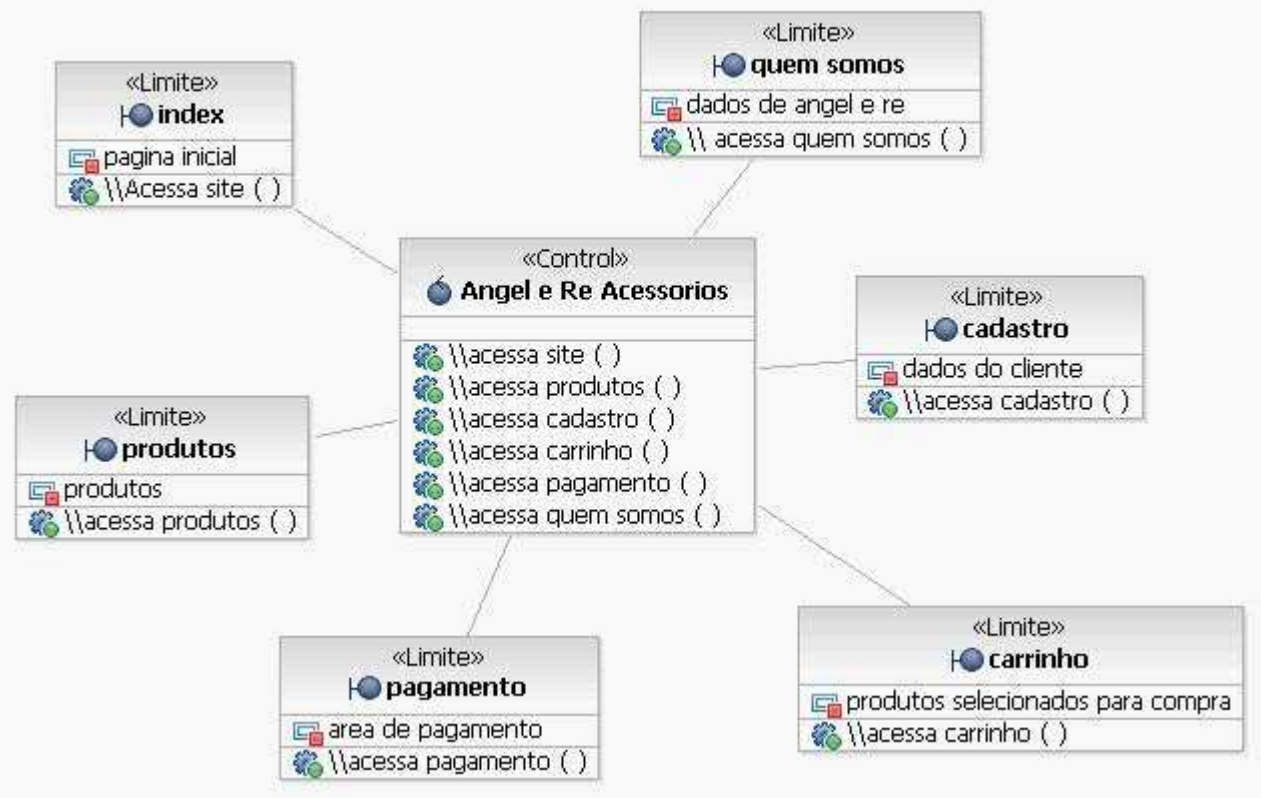 «Limite»
quem somos
dados de angel e re
\\ acessa quem somos ( )
«Limite»
index
pagina inicial
\\Acessa site ( )
«Control»
Angel e Re Acessorios
\\acessa site ( )
\\acessa produtos ( )
\\acessa cadastro ( )
\\acessa carrinho ( )
\\acessa pagamento ( )
\\acessa quem somos ( )
«Limite»
cadastro
dados do cliente
\\acessa cadastro ( )
«Limite»
produtos
produtos
\\acessa produtos ( )
«Limite»
pagamento
area de pagamento
\\acessa pagamento ( )
«Limite»
carrinho
produtos selecionados para compra
\\acessa carrinho ( )